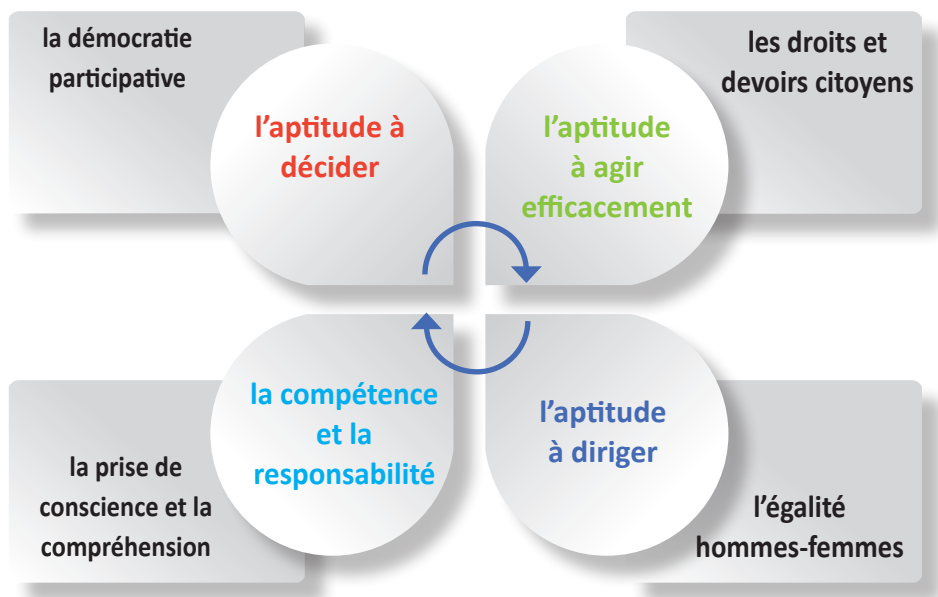 la démocratie
participative
l'aptitude à
décider
l'aptitude
à agir
efficacement
les droits et
devoirs citoyens
la prise de
conscience et la
compréhension
la compétence
et la
responsabilité
l'aptitude
à diriger
l'égalité
hommes-femmes